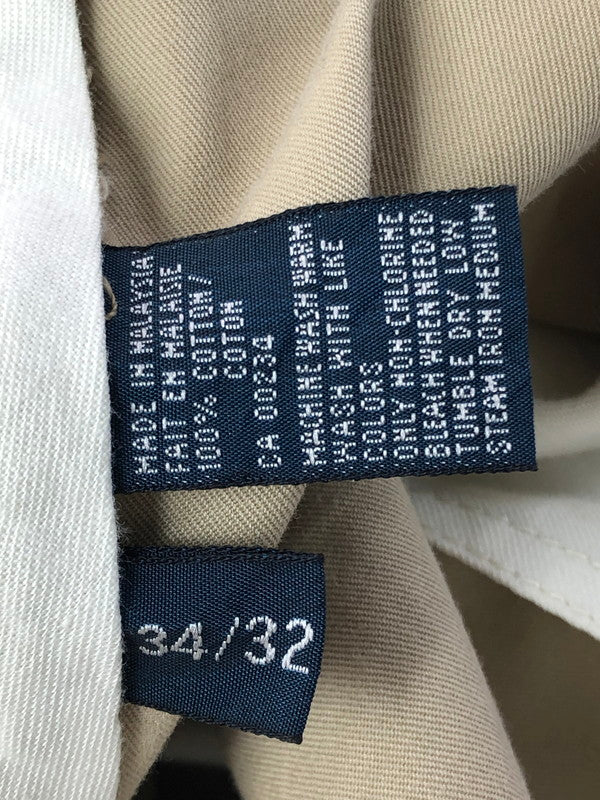 MADE IN MALAYSIA
FAIT EN MALAISIE
100% COTTON/
COTON
CA 00234
MACHINE WASH WARM
WASH WITH LIKE
COLORS
ONLY NON-CHLORINE
BLEACH WHEN NEEDED
TUMBLE DRY LOW
STEAM IRON MEDIUM
34/32